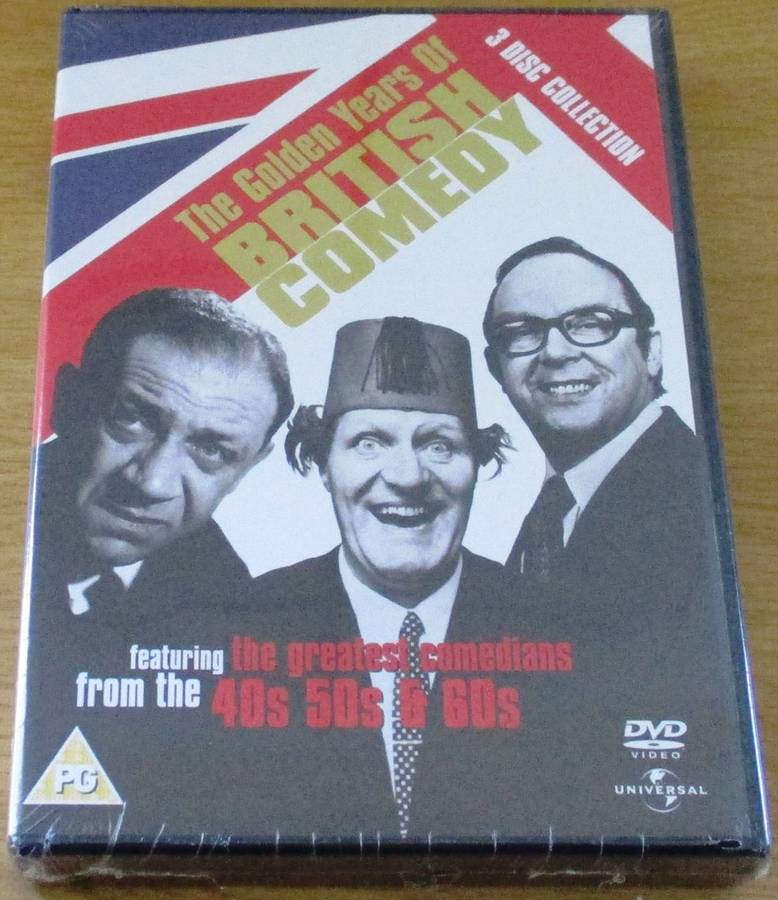 The Golden Years Of
BRITISH
COMEDY
3 DISC COLLECTION
featuring the greatest comedians
from the 40s 50s & 60s
PG
DVD
VIDEO
UNIVERSAL